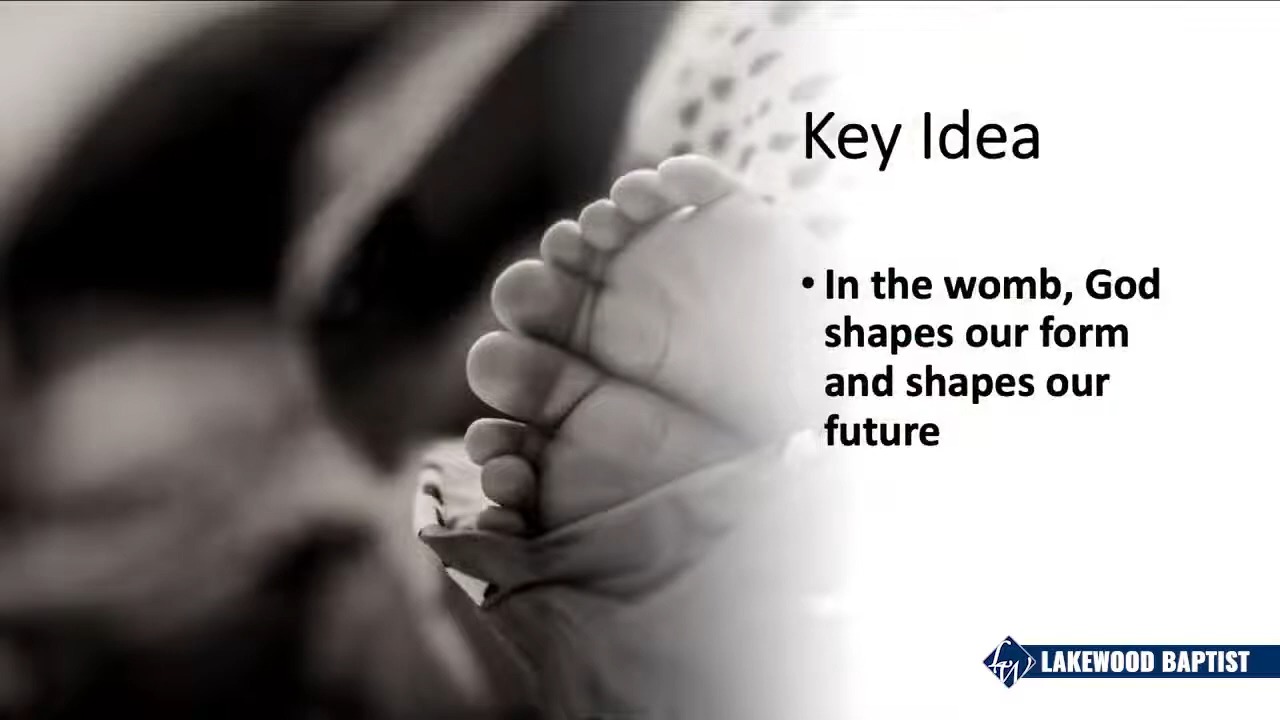 Key Idea
• In the womb, God
shapes our form
and shapes our
future
LAKEWOOD BAPTIST